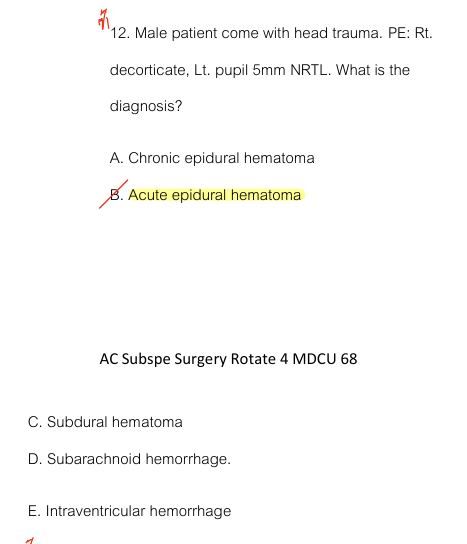 12. Male patient come with head trauma. PE: Rt.
decorticate, Lt. pupil 5mm NRTL. What is the
diagnosis?
A. Chronic epidural hematoma
B. Acute epidural hematoma
AC Subspe Surgery Rotate 4 MDCU 68
C. Subdural hematoma
D. Subarachnoid hemorrhage.
E. Intraventricular hemorrhage